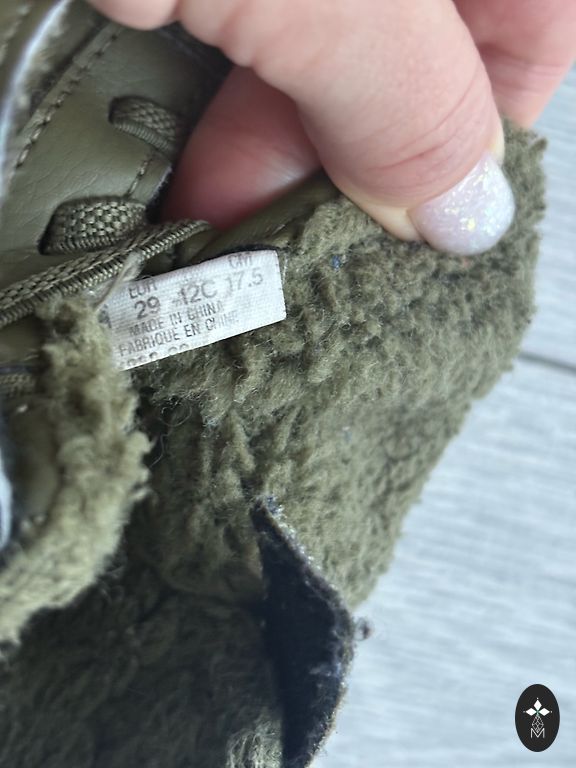 EUR CM
29 12C 17.5
MADE IN CHINA
FABRIQUE EN CHINE
M